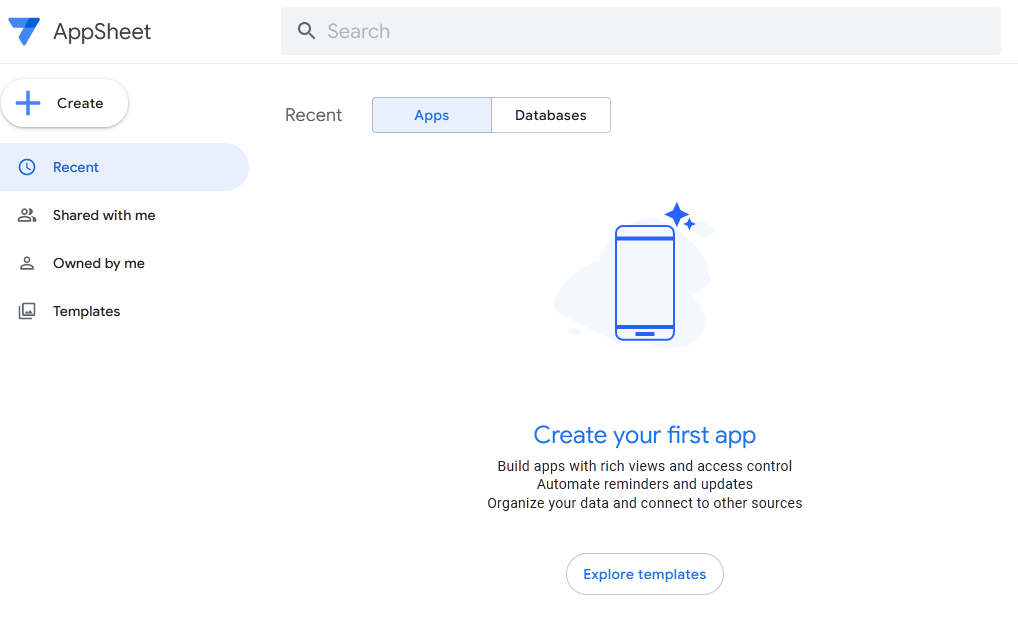 AppSheet
Search
Create
Recent
Shared with me
Owned by me
Templates
Recent
Apps
Databases
Create your first app
Build apps with rich views and access control
Automate reminders and updates
Organize your data and connect to other sources
Explore templates